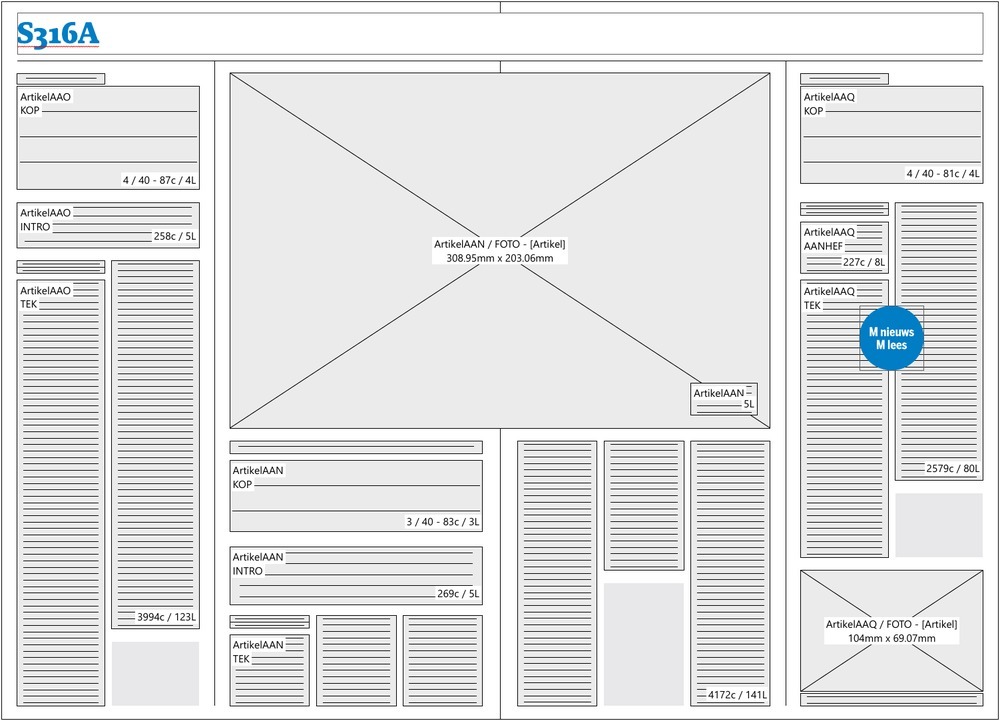 S316A
ArtikelAAO
KOP
4 / 40 - 87c / 4L
ArtikelAAO
INTRO
258c / 5L
ArtikelAAO
TEK
3994c / 123L
ArtikelAAN / FOTO - [Artikel]
308.95mm x 203.06mm
ArtikelAAN
5L
ArtikelAAN
KOP
3 / 40 - 83c / 3L
ArtikelAAN
INTRO
269c / 5L
ArtikelAAN
TEK
4172c / 141L
ArtikelAAQ
KOP
4 / 40 - 81c / 4L
ArtikelAAQ
AANHEF
227c / 8L
ArtikelAAQ
TEK
M nieuws
M lees
2579c / 80L
ArtikelAAQ / FOTO - [Artikel]
104mm x 69.07mm